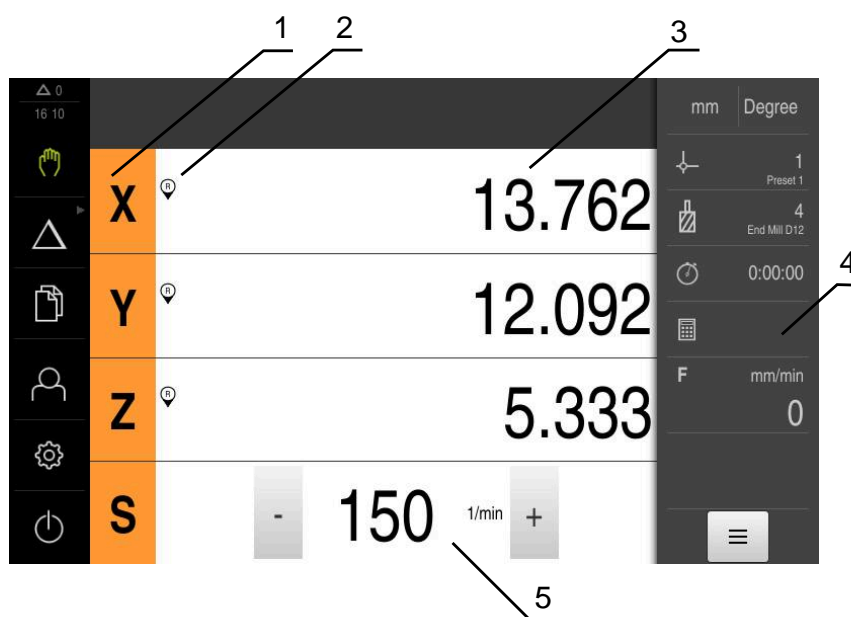 1 2 3
0
16 10
mm Degree
X R 13.762
1
Preset 1
4
End Mill D12
Y R 12.092
0:00:00
4
Z R 5.333
F mm/min
0
S - 150 1/min +
5